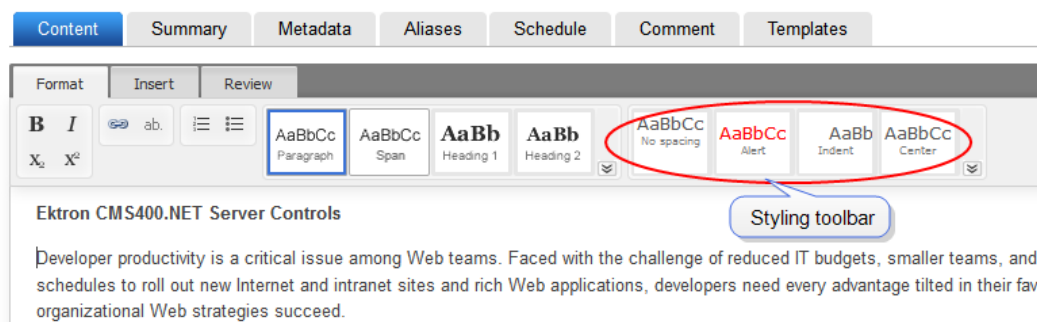 Content Summary Metadata Aliases Schedule Comment Templates
Format Insert Review
B I ab. AaBbCc Paragraph AaBbCc Span AaBb Heading 1 AaBb Heading 2 AaBbCc No spacing AaBbCc Alert AaBb Indent AaBbCc Center
X₂ X²
Styling toolbar
Ektron CMS400.NET Server Controls
Developer productivity is a critical issue among Web teams. Faced with the challenge of reduced IT budgets, smaller teams, and
schedules to roll out new Internet and intranet sites and rich Web applications, developers need every advantage tilted in their fav
organizational Web strategies succeed.